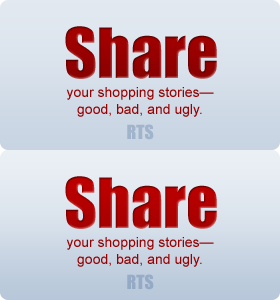 Share
your shopping stories—
good, bad, and ugly.
RTS
Share
your shopping stories—
good, bad, and ugly.
RTS